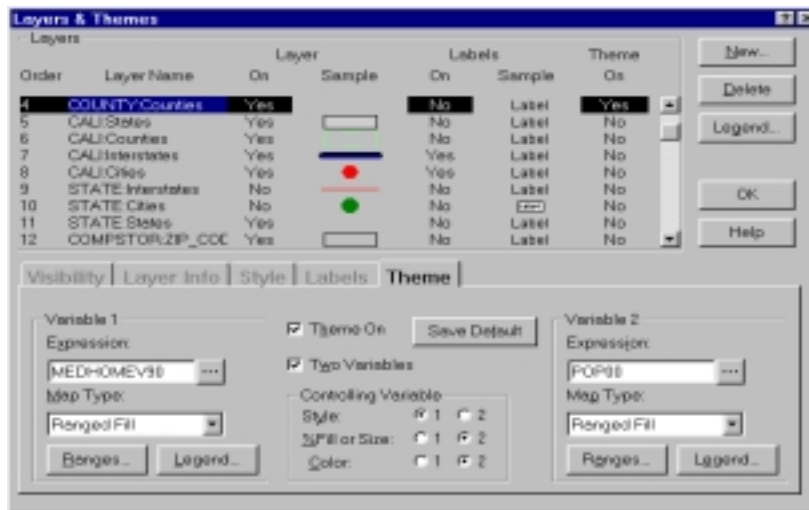 Layers & Themes
Layers
Layer Labels Theme
Order Layer Name On Sample On Sample On
4 COUNTY:Counties Yes No Label Yes
5 CALI:States Yes No Label No
6 CALI:Counties Yes No Label No
7 CALI:Interstates Yes Yes Label No
8 CALI:Cities Yes Yes Label No
9 STATE:Interstates No No Label No
10 STATE:Cities No No Label No
11 STATE:States Yes No Label No
12 COMPSTOR:ZIP_COD Yes No Label No
New...
Delete
Legend...
OK
Help
Visibility Layer Info Style Labels Theme
Variable 1
Expression:
MEDHOMEV90 ...
Map Type:
Ranged Fill
Ranges... Legend...
Theme On Save Default
Two Variables
Controlling Variable
Style: 1 2
%Fill or Size: 1 2
Color: 1 2
Variable 2
Expression:
POP00 ...
Map Type:
Ranged Fill
Ranges... Legend...